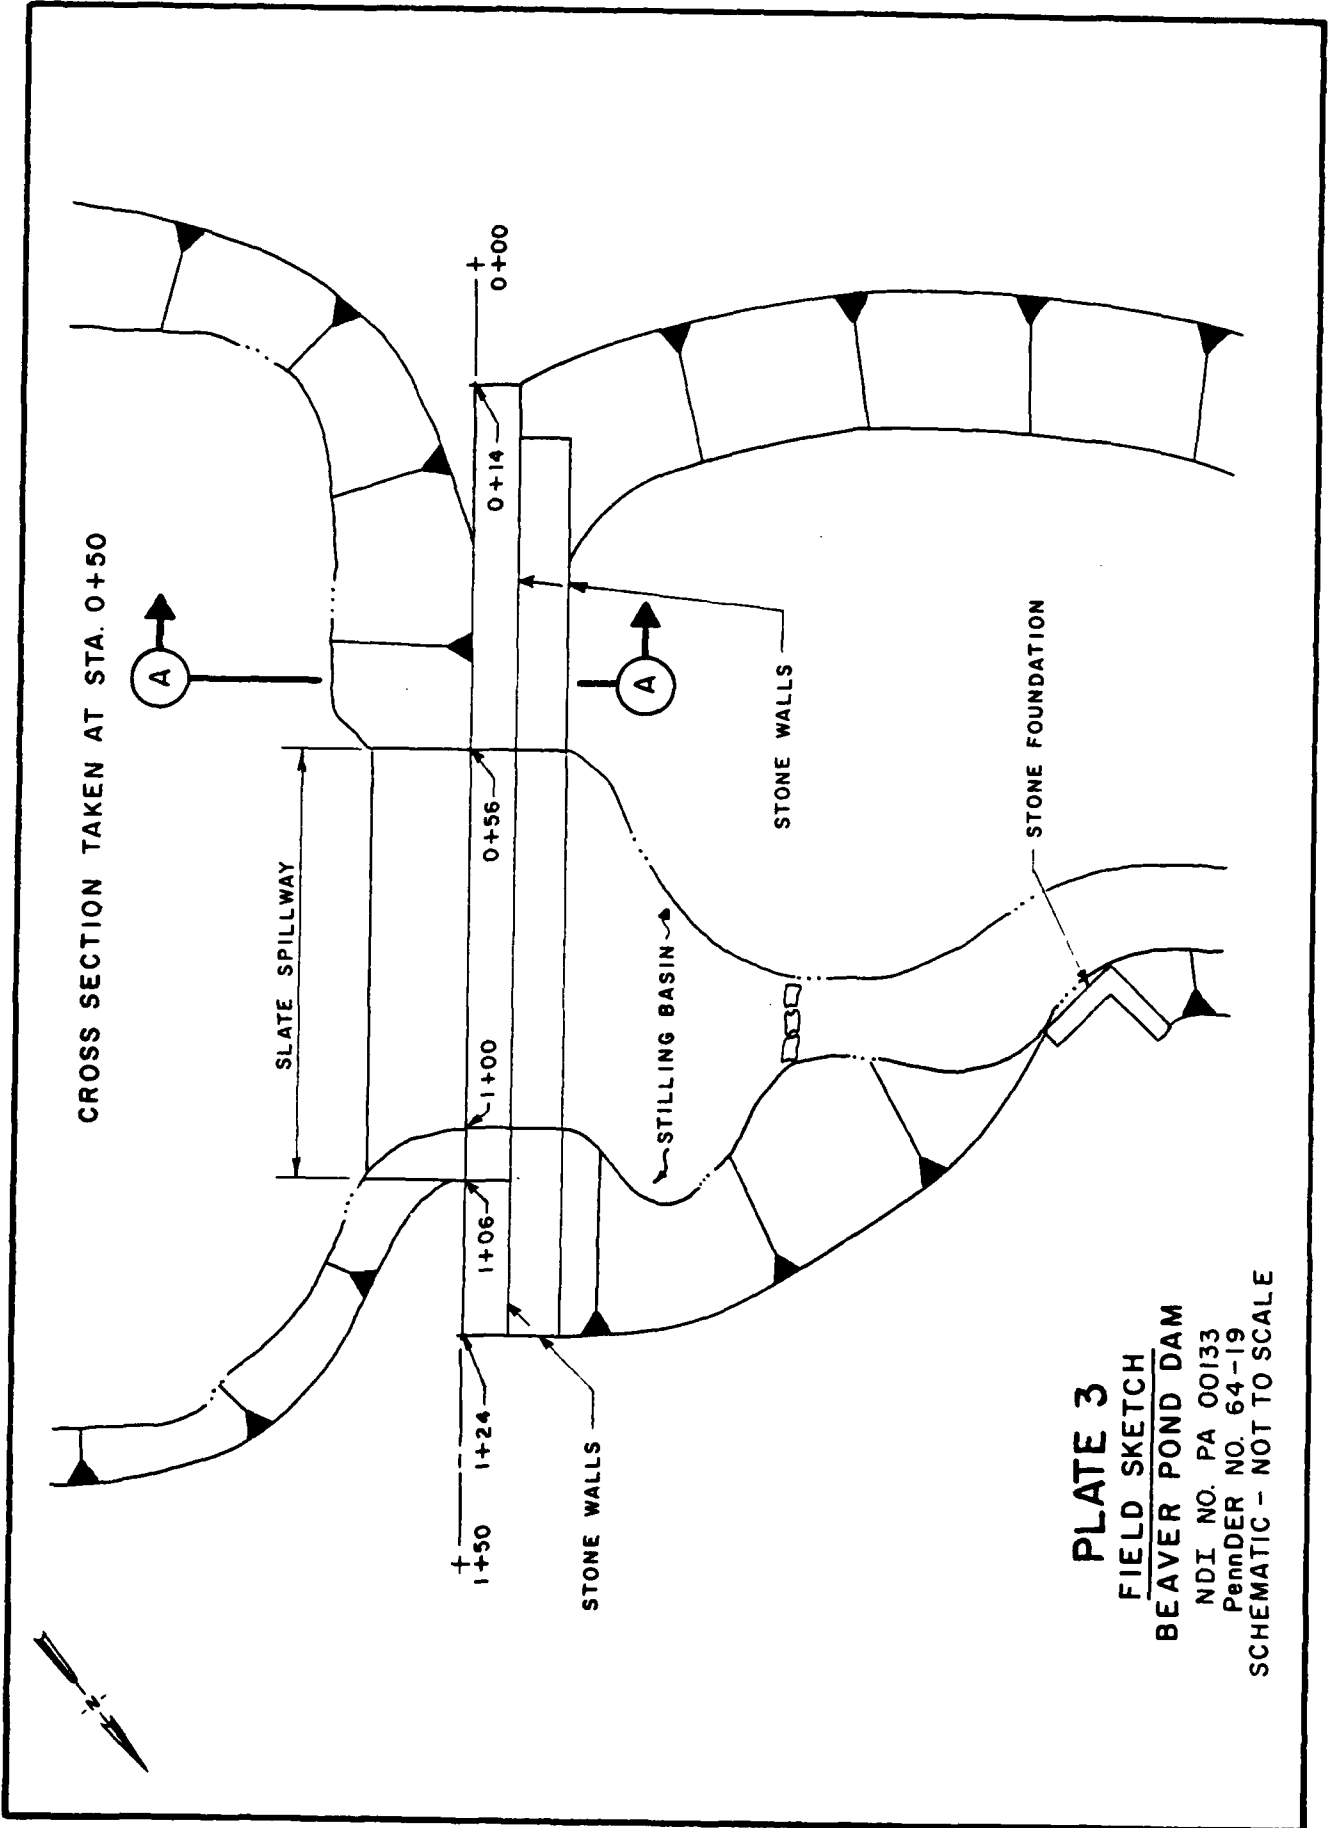 CROSS SECTION TAKEN AT STA. 0+50
A
A
SLATE SPILLWAY
1+50
1+24
1+06
1+00
0+56
0+14
0+00
STONE WALLS
STILLING BASIN
STONE WALLS
STONE FOUNDATION
N
PLATE 3
FIELD SKETCH
BEAVER POND DAM
NDI NO. PA 00133
PennDER NO. 64-19
SCHEMATIC - NOT TO SCALE